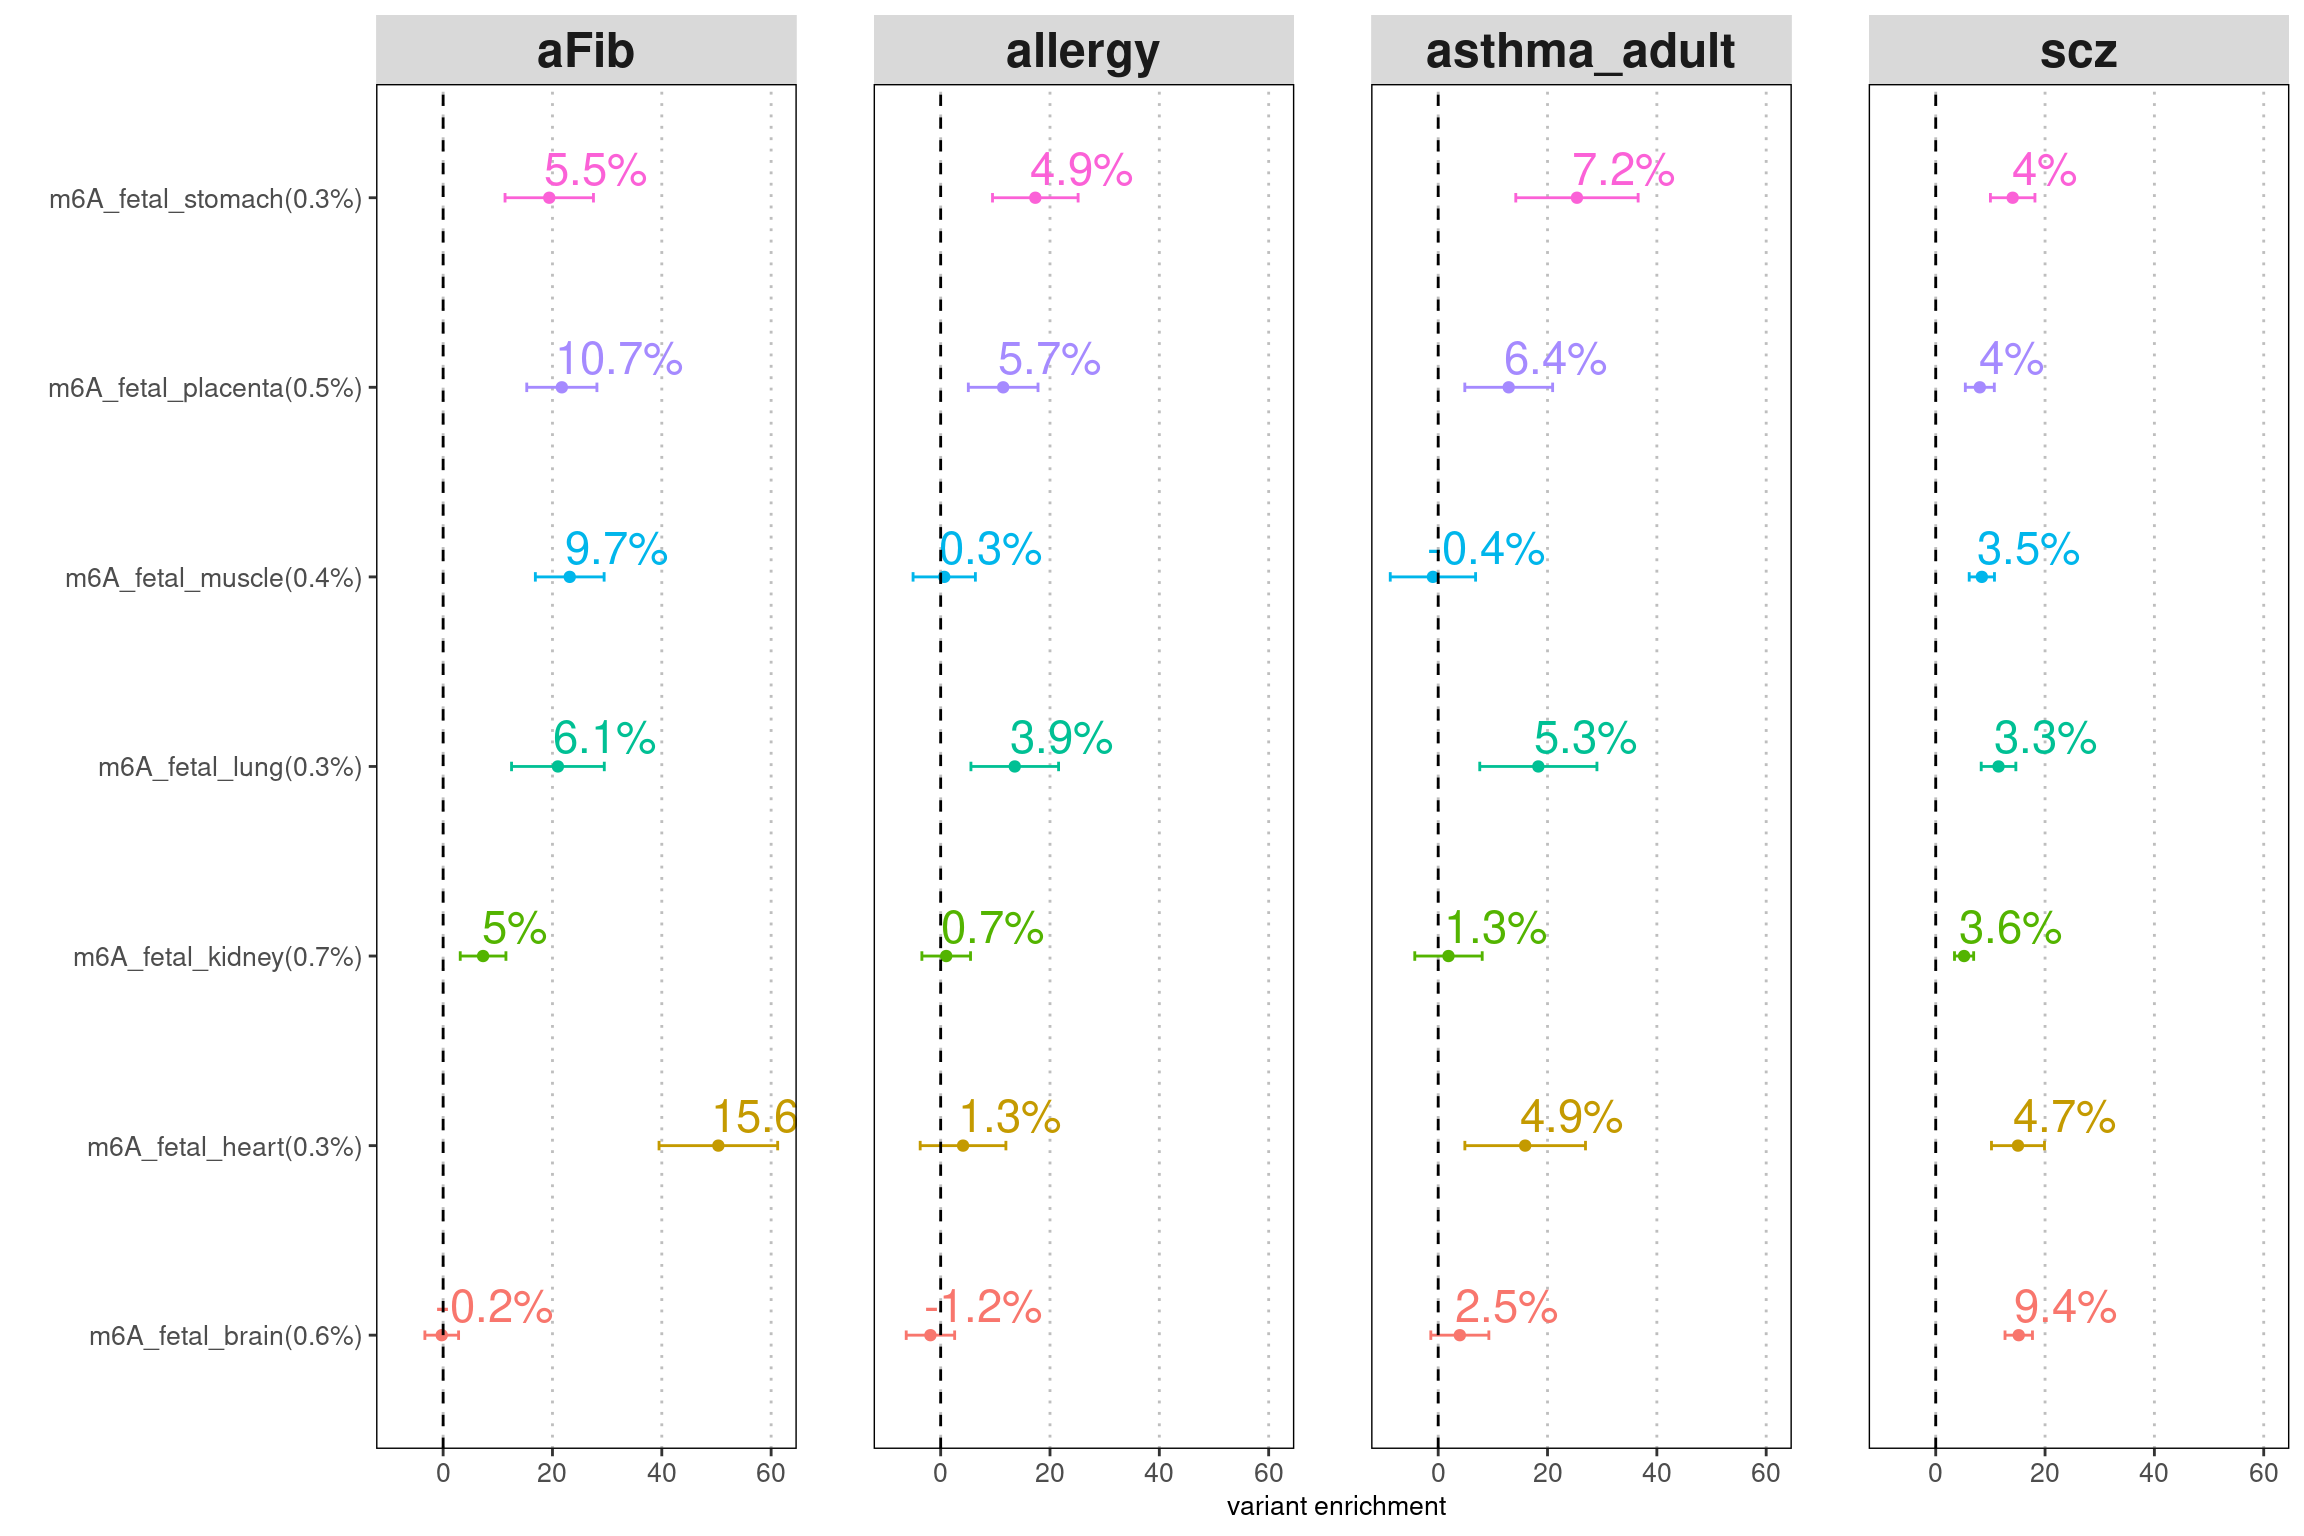 aFib allergy asthma_adult scz
m6A_fetal_stomach(0.3%) 5.5% 4.9% 7.2% 4%
m6A_fetal_placenta(0.5%) 10.7% 5.7% 6.4% 4%
m6A_fetal_muscle(0.4%) 9.7% 0.3% -0.4% 3.5%
m6A_fetal_lung(0.3%) 6.1% 3.9% 5.3% 3.3%
m6A_fetal_kidney(0.7%) 5% 0.7% 1.3% 3.6%
m6A_fetal_heart(0.3%) 15.6 1.3% 4.9% 4.7%
m6A_fetal_brain(0.6%) -0.2% -1.2% 2.5% 9.4%
0 20 40 60 0 20 40 60 0 20 40 60 0 20 40 60
variant enrichment